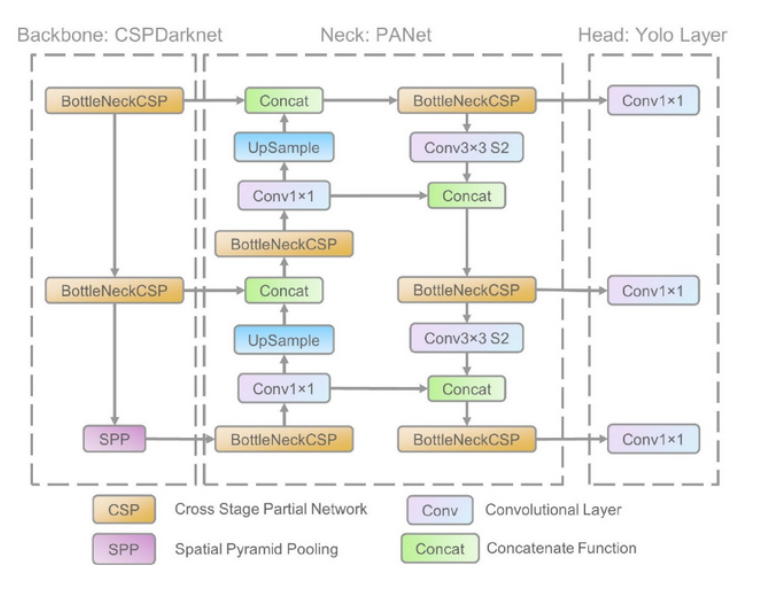 Backbone: CSPDarknet
Neck: PANet
Head: Yolo Layer
BottleNeckCSP
Concat
BottleNeckCSP
Conv1×1
UpSample
Conv3×3 S2
Conv1×1
Concat
BottleNeckCSP
BottleNeckCSP
Concat
BottleNeckCSP
Conv1×1
UpSample
Conv3×3 S2
Conv1×1
Concat
SPP
BottleNeckCSP
BottleNeckCSP
Conv1×1
CSP
Cross Stage Partial Network
Conv
Convolutional Layer
SPP
Spatial Pyramid Pooling
Concat
Concatenate Function